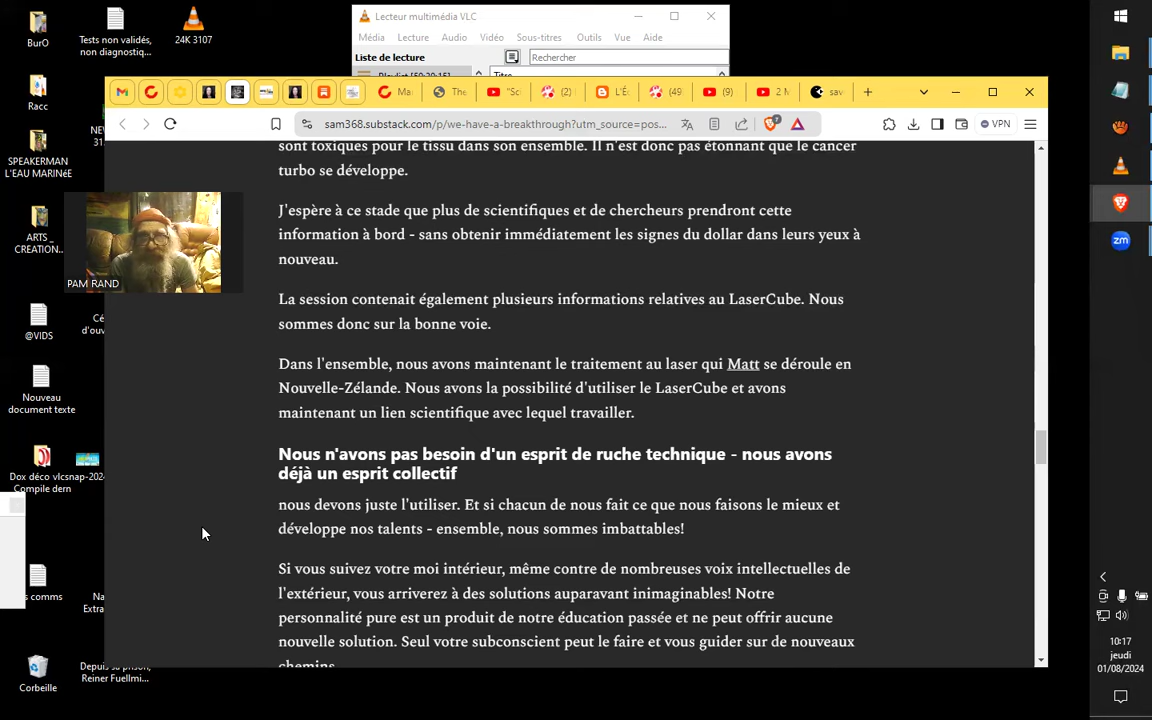 BurO
Tests non validés,
non diagnostiq...
24K 3107
Racc
SPEAKERMAN
L'EAU MARINéE
ARTS _
CREATION...
@VIDS
Nouveau
document texte
Dox déco
Compile dern
vlcsnap-202
s comms
Corbeille
Depuis sa prison,
Reiner Fuellmi...
Lecteur multimédia VLC
Média Lecture Audio Vidéo Sous-titres Outils Vue Aide
Liste de lecture
Rechercher
Titre
The
(2)
(49
(9)
2 M
sav
sam368.substack.com/p/we-have-a-breakthrough?utm_source=pos...
VPN
PAM RAND
sont toxiques pour le tissu dans son ensemble. Il n'est donc pas étonnant que le cancer
turbo se développe.
J'espère à ce stade que plus de scientifiques et de chercheurs prendront cette
information à bord - sans obtenir immédiatement les signes du dollar dans leurs yeux à
nouveau.
La session contenait également plusieurs informations relatives au LaserCube. Nous
sommes donc sur la bonne voie.
Dans l'ensemble, nous avons maintenant le traitement au laser qui Matt se déroule en
Nouvelle-Zélande. Nous avons la possibilité d'utiliser le LaserCube et avons
maintenant un lien scientifique avec lequel travailler.
Nous n'avons pas besoin d'un esprit de ruche technique - nous avons
déjà un esprit collectif
nous devons juste l'utiliser. Et si chacun de nous fait ce que nous faisons le mieux et
développe nos talents - ensemble, nous sommes imbattables!
Si vous suivez votre moi intérieur, même contre de nombreuses voix intellectuelles de
l'extérieur, vous arriverez à des solutions auparavant inimaginables! Notre
personnalité pure est un produit de notre éducation passée et ne peut offrir aucune
nouvelle solution. Seul votre subconscient peut le faire et vous guider sur de nouveaux
chemins.
zm
10:17
jeudi
01/08/2024